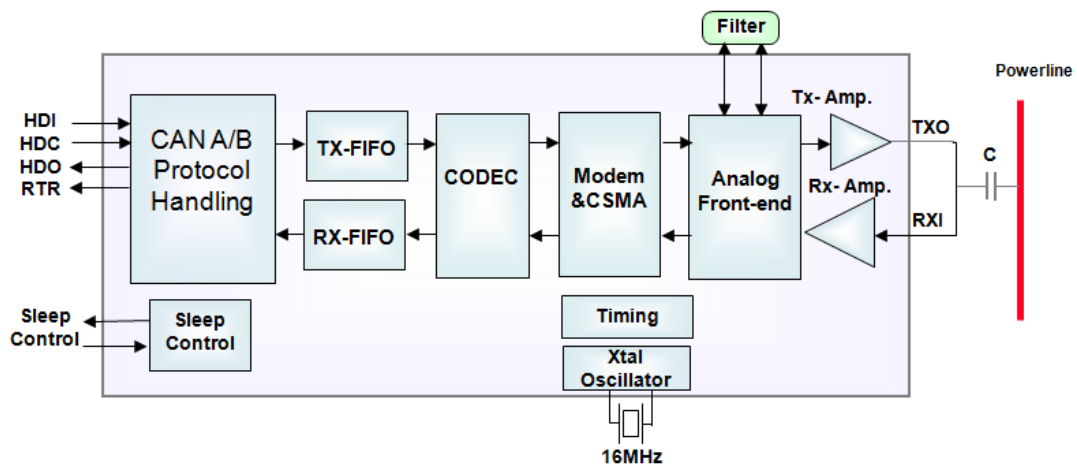 Filter
Powerline
Tx- Amp.
HDI
HDC
HDO
RTR
CAN A/B
Protocol
Handling
TX-FIFO
RX-FIFO
CODEC
Modem
&CSMA
Analog
Front-end
TXO
Rx- Amp.
RXI
C
Sleep
Control
Sleep
Control
Timing
Xtal
Oscillator
16MHz